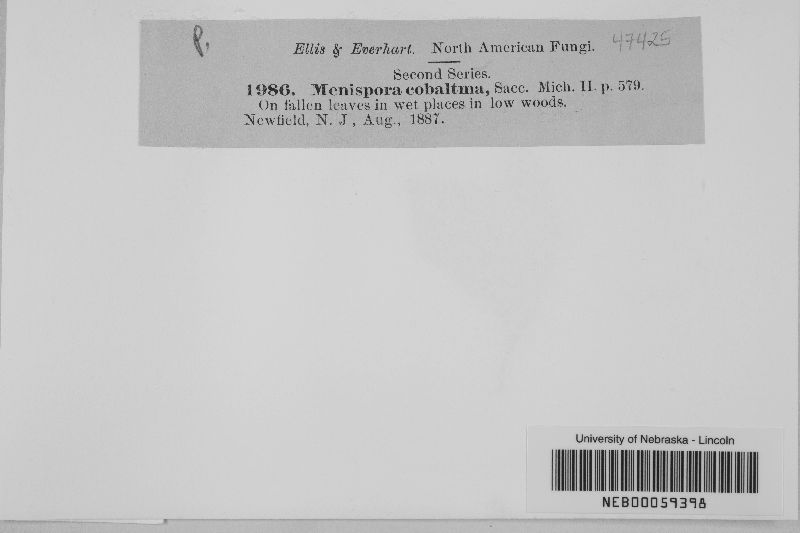 P.
Ellis & Everhart. North American Fungi. 47425
Second Series.
1986. Menispora cobaltina, Sacc. Mich. II. p. 579.
On fallen leaves in wet places in low woods.
Newfield, N. J., Aug., 1887.
University of Nebraska - Lincoln
NEB00059398